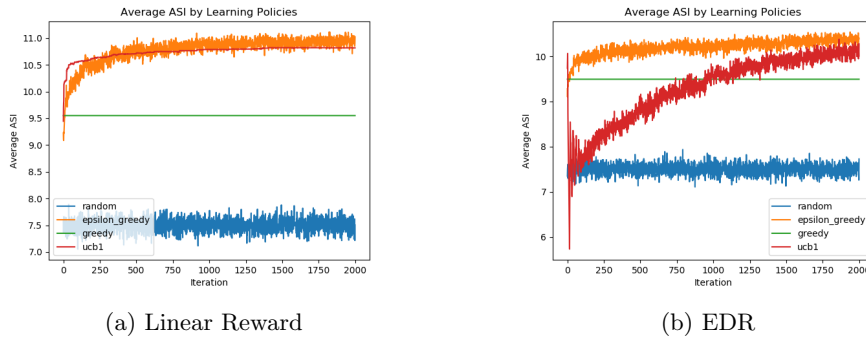 Average ASI by Learning Policies
Average ASI
11.0
10.5
10.0
9.5
9.0
8.5
8.0
7.5
7.0
random
epsilon_greedy
greedy
ucb1
0 250 500 750 1000 1250 1500 1750 2000
Iteration
(a) Linear Reward
Average ASI by Learning Policies
Average ASI
10
9
8
7
6
random
epsilon_greedy
greedy
ucb1
0 250 500 750 1000 1250 1500 1750 2000
Iteration
(b) EDR